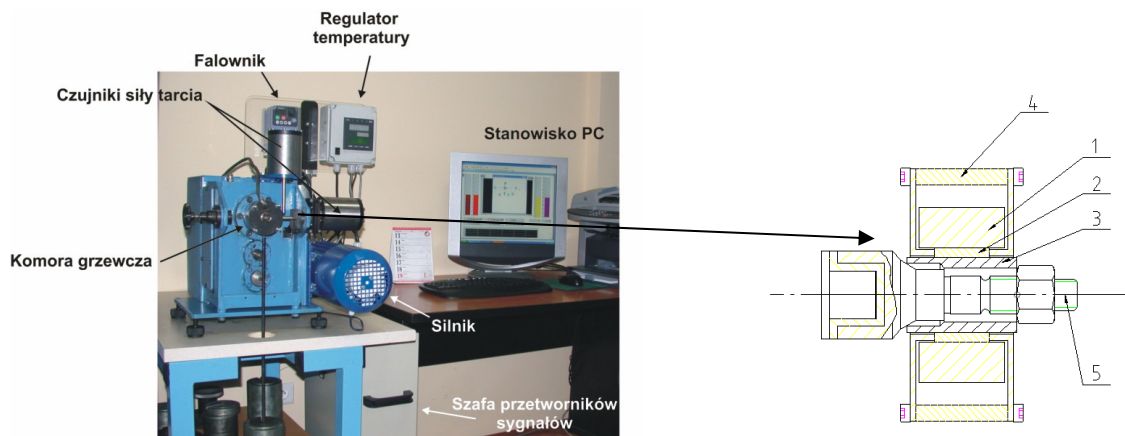 Regulator
temperatury
Falownik
Czujniki siły tarcia
Stanowisko PC
Komora grzewcza
Silnik
Szafa przetworników
sygnałów
4
1
2
3
5